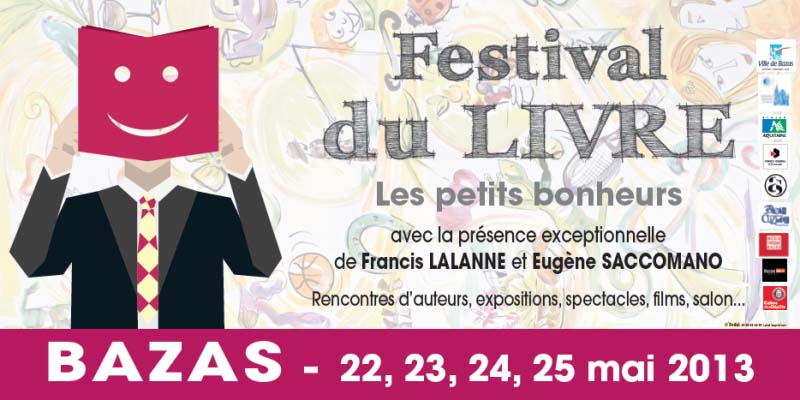 Festival
du LIVRE
Les petits bonheurs
avec la présence exceptionnelle
de Francis LALANNE et Eugène SACCOMANO
Rencontres d'auteurs, expositions, spectacles, films, salon...
Ville de Bazas
AQUITAINE
BAZAS - 22, 23, 24, 25 mai 2013